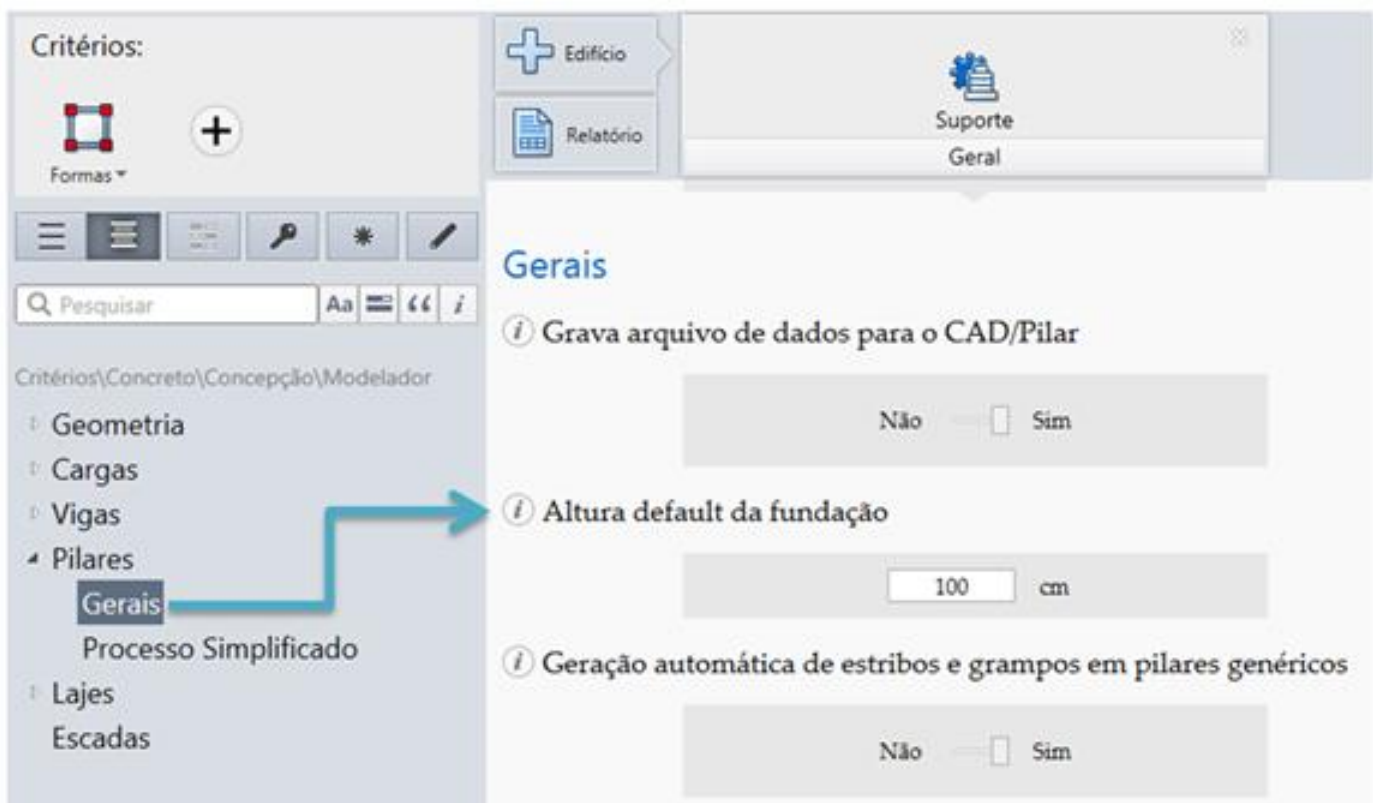 Critérios:
Formas
Aa “ i
Pesquisar
Critérios\Concreto\Concepção\Modelador
Geometria
Cargas
Vigas
Pilares
Gerais
Processo Simplificado
Lajes
Escadas
Edifício
Relatório
Suporte
Geral
Gerais
i Grava arquivo de dados para o CAD/Pilar
Não Sim
i Altura default da fundação
100 cm
i Geração automática de estribos e grampos em pilares genéricos
Não Sim